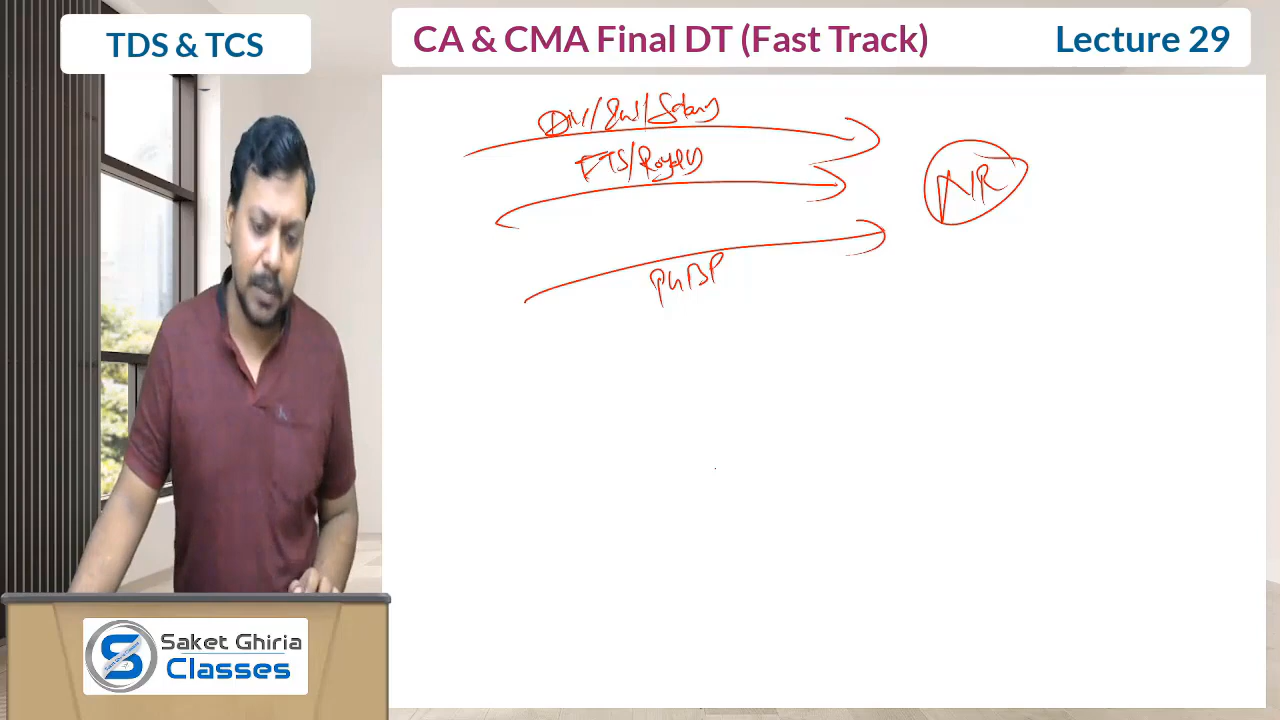 TDS & TCS
CA & CMA Final DT (Fast Track)
Lecture 29
Div/Int/Salary
FTS/Royalty
NR
PGBP
Saket Ghiria
Classes